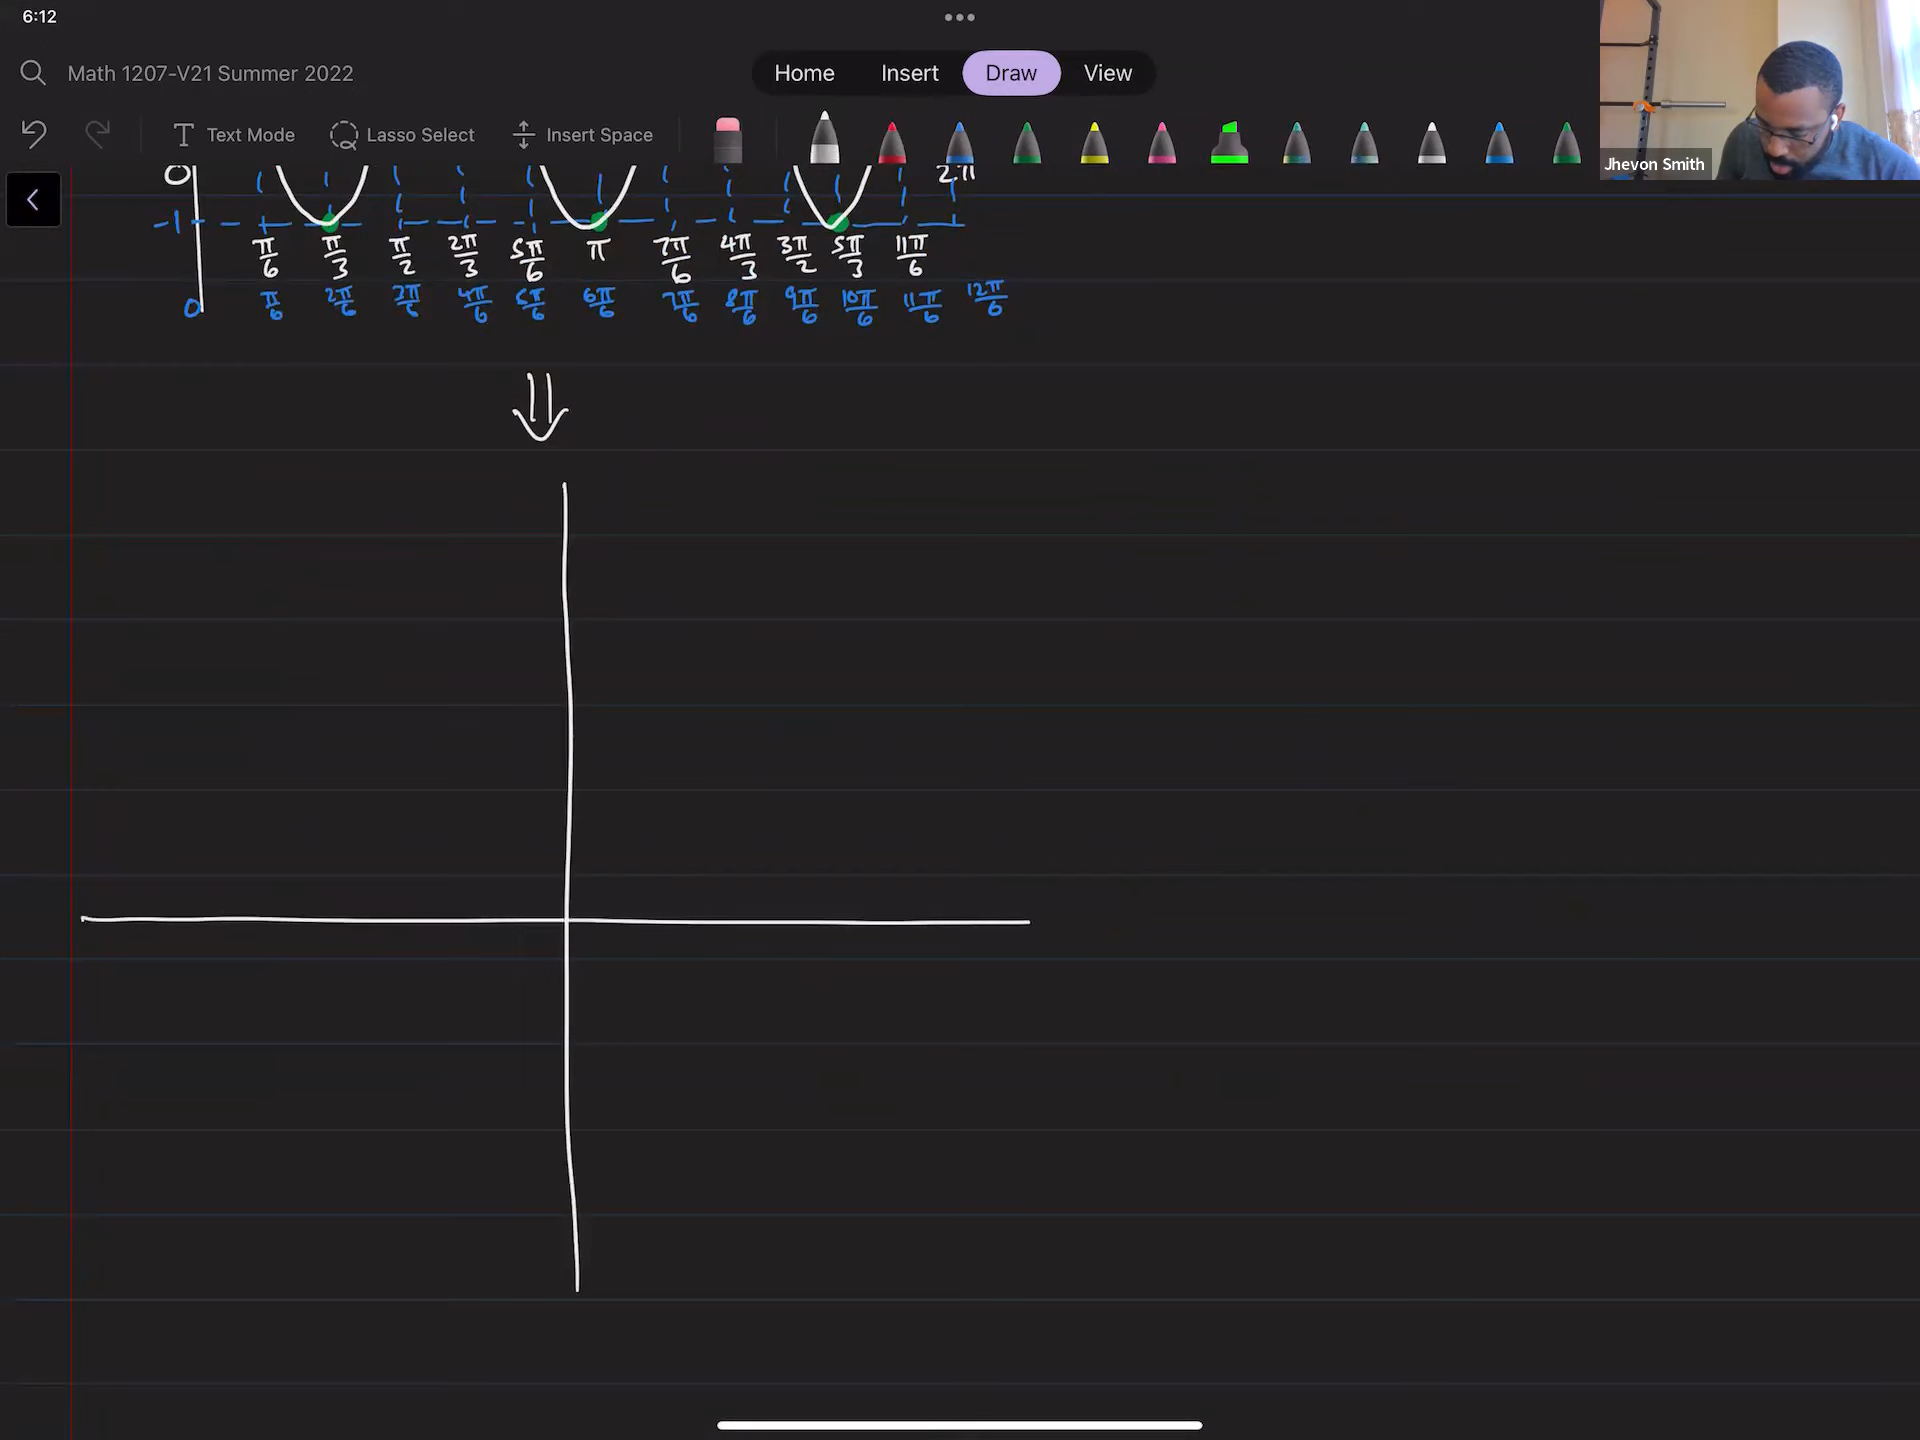 6:12
Math 1207-V21 Summer 2022
Home Insert Draw View
Text Mode Lasso Select Insert Space
Jhevon Smith
0 2π
-1
π/6 π/3 π/2 2π/3 5π/6 π 7π/6 4π/3 3π/2 5π/3 11π/6
0 π/6 2π/6 3π/6 4π/6 5π/6 6π/6 7π/6 8π/6 9π/6 10π/6 11π/6 12π/6